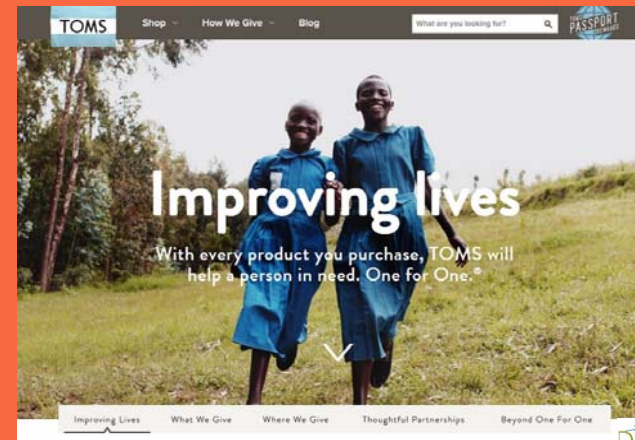 TOMS
Shop
How We Give
Blog
What are you looking for?
TOMS
PASSPORT
REWARDS
Improving lives
With every product you purchase, TOMS will
help a person in need. One for One.®
Improving Lives
What We Give
Where We Give
Thoughtful Partnerships
Beyond One For One